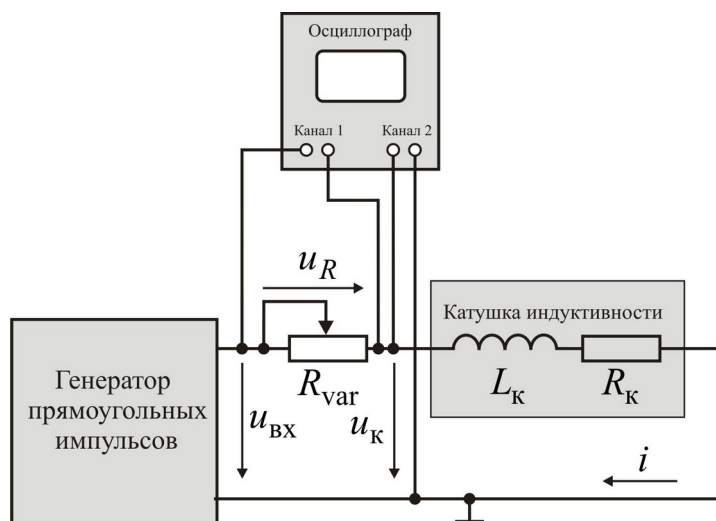 Осциллограф
Канал 1 Канал 2
u_R
Катушка индуктивности
Генератор
прямоугольных
импульсов
R_var
L_к
R_к
u_вх
u_к
i